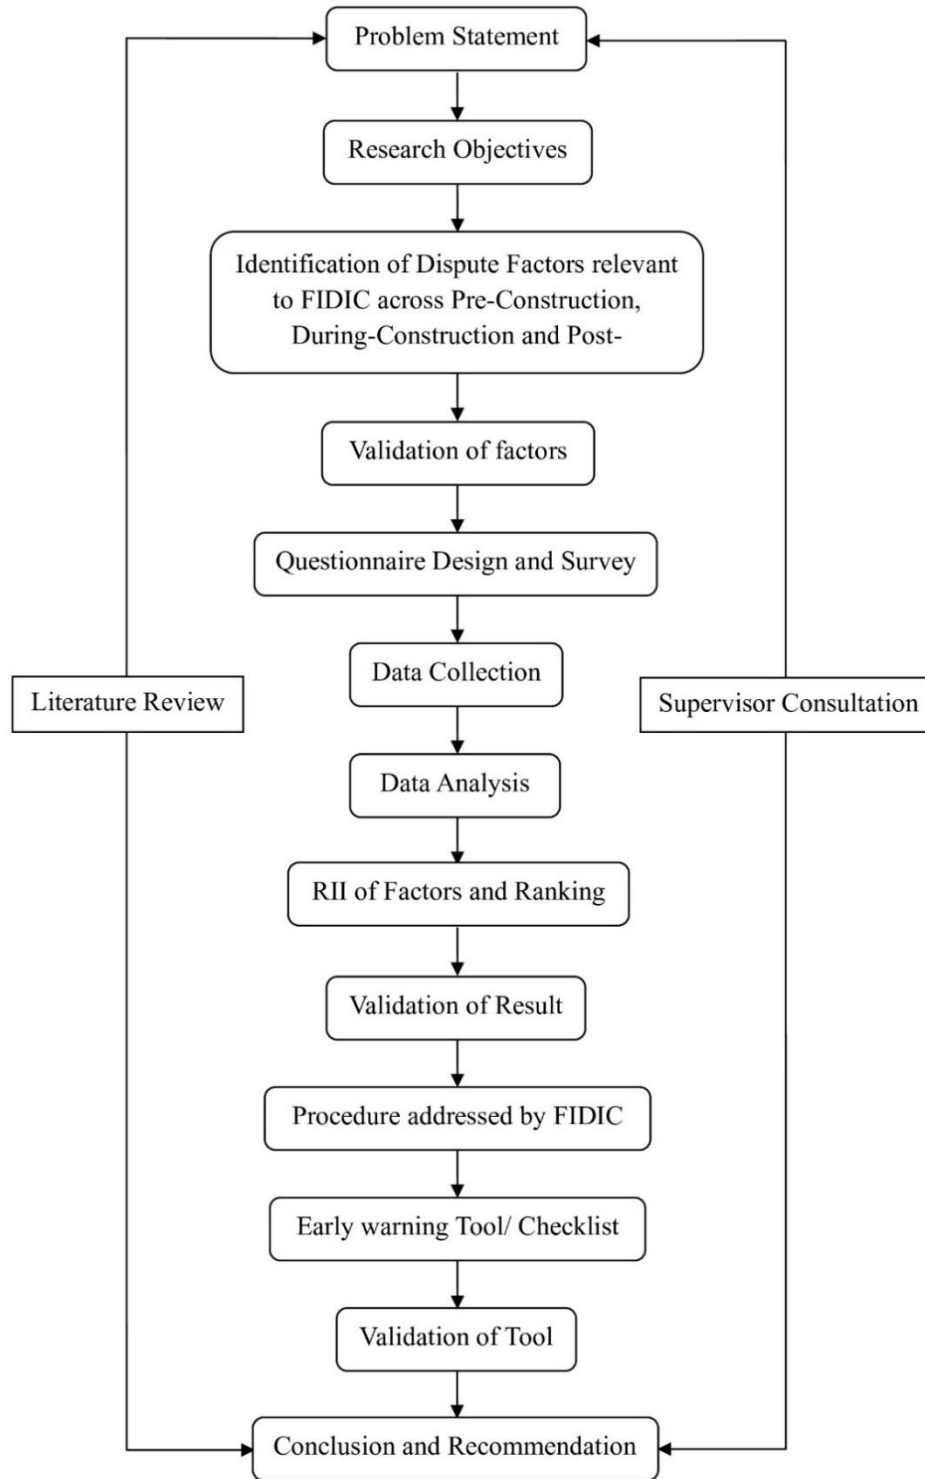 Problem Statement
Research Objectives
Identification of Dispute Factors relevant
to FIDIC across Pre-Construction,
During-Construction and Post-
Validation of factors
Questionnaire Design and Survey
Data Collection
Literature Review
Supervisor Consultation
Data Analysis
RII of Factors and Ranking
Validation of Result
Procedure addressed by FIDIC
Early warning Tool/ Checklist
Validation of Tool
Conclusion and Recommendation